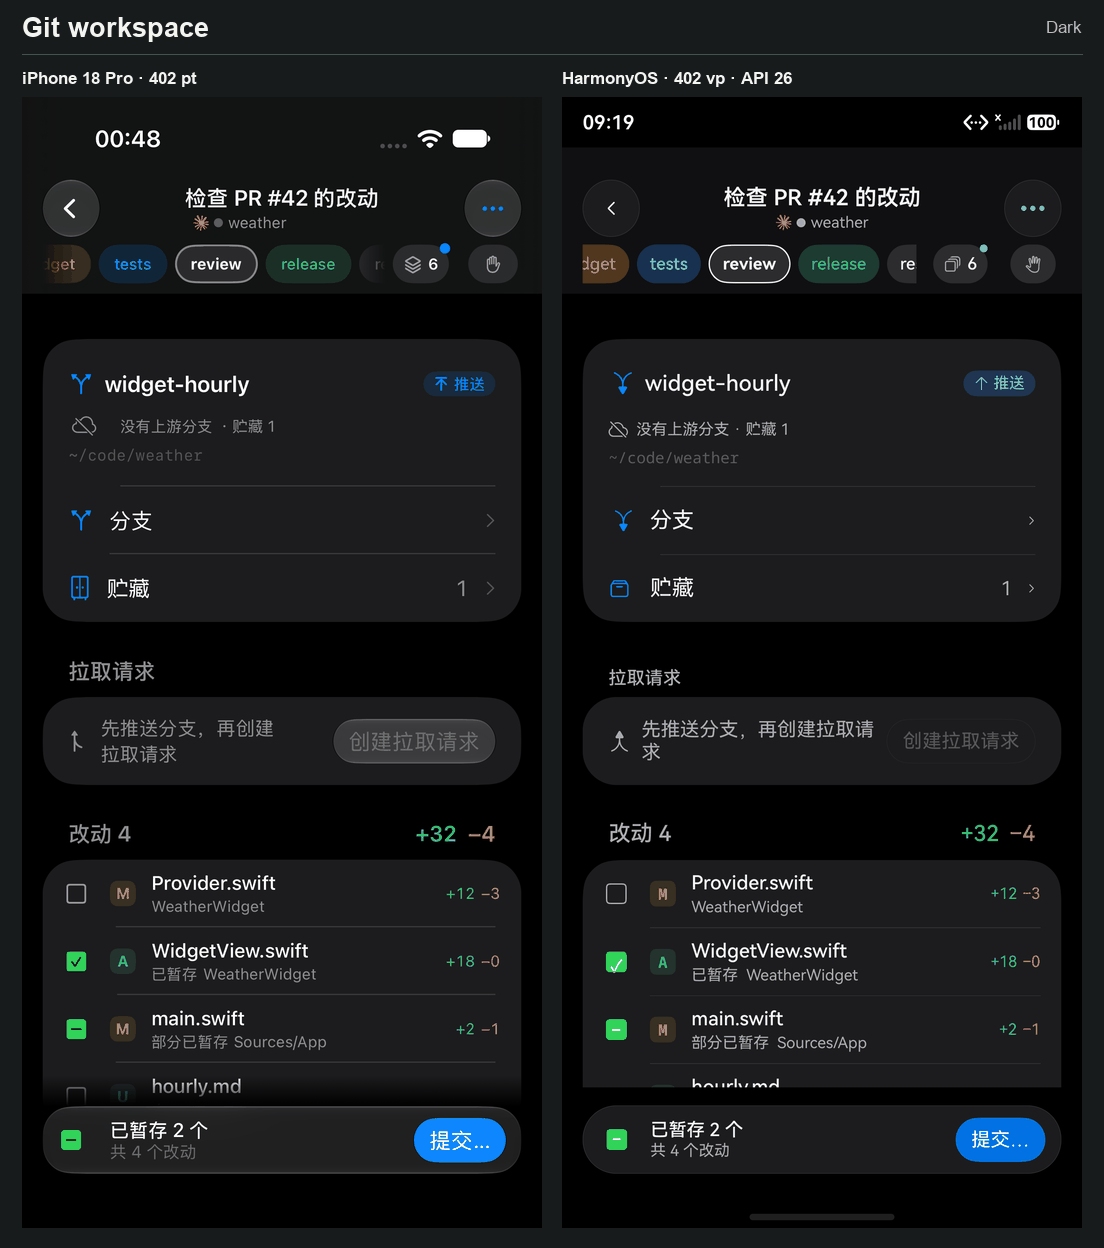 Git workspace
Dark
iPhone 18 Pro · 402 pt
00:48
检查 PR #42 的改动
weather
dget
tests
review
release
6
widget-hourly
推送
没有上游分支 · 贮藏 1
~/code/weather
分支
贮藏
1
拉取请求
先推送分支，再创建
拉取请求
创建拉取请求
改动 4
+32 −4
M
Provider.swift
WeatherWidget
+12 −3
A
WidgetView.swift
已暂存 WeatherWidget
+18 −0
M
main.swift
部分已暂存 Sources/App
+2 −1
U
hourly.md
已暂存 2 个
共 4 个改动
提交...
HarmonyOS · 402 vp · API 26
09:19
100
检查 PR #42 的改动
weather
dget
tests
review
release
re
6
widget-hourly
推送
没有上游分支 · 贮藏 1
~/code/weather
分支
贮藏
1
拉取请求
先推送分支，再创建拉取请
求
创建拉取请求
改动 4
+32 −4
M
Provider.swift
WeatherWidget
+12 −3
A
WidgetView.swift
已暂存 WeatherWidget
+18 −0
M
main.swift
部分已暂存 Sources/App
+2 −1
hourly.md
已暂存 2 个
共 4 个改动
提交...